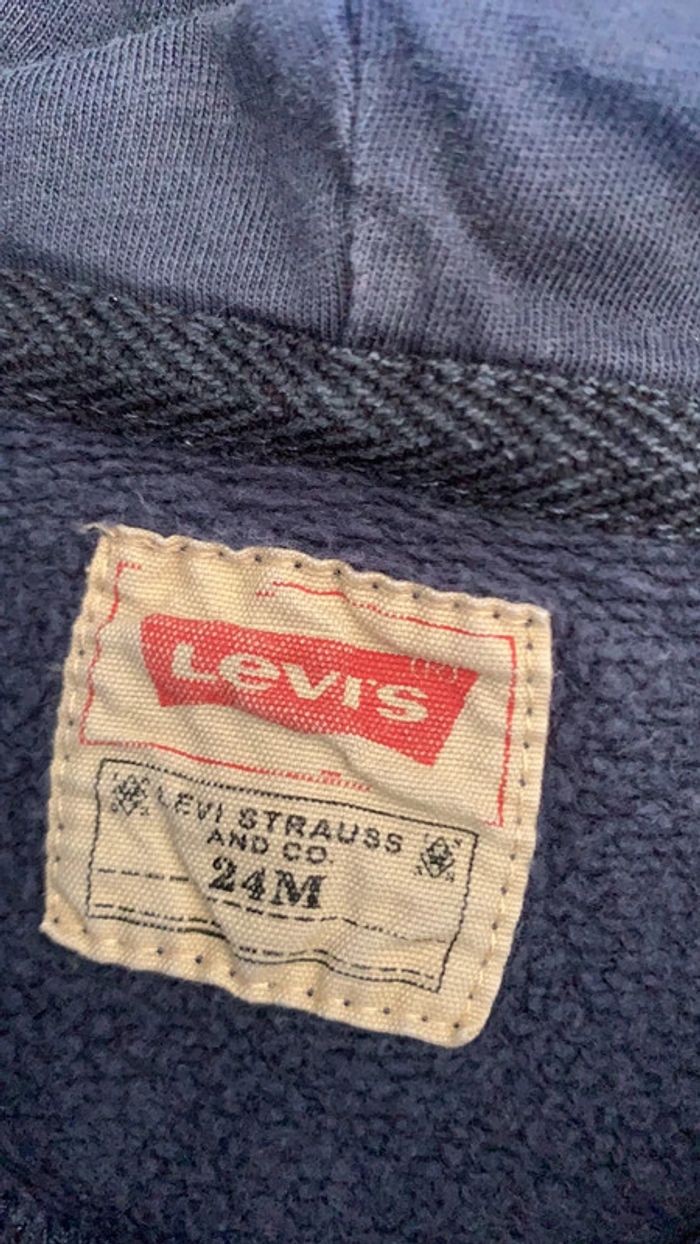 Levi's
LEVI STRAUSS
AND CO.
24M